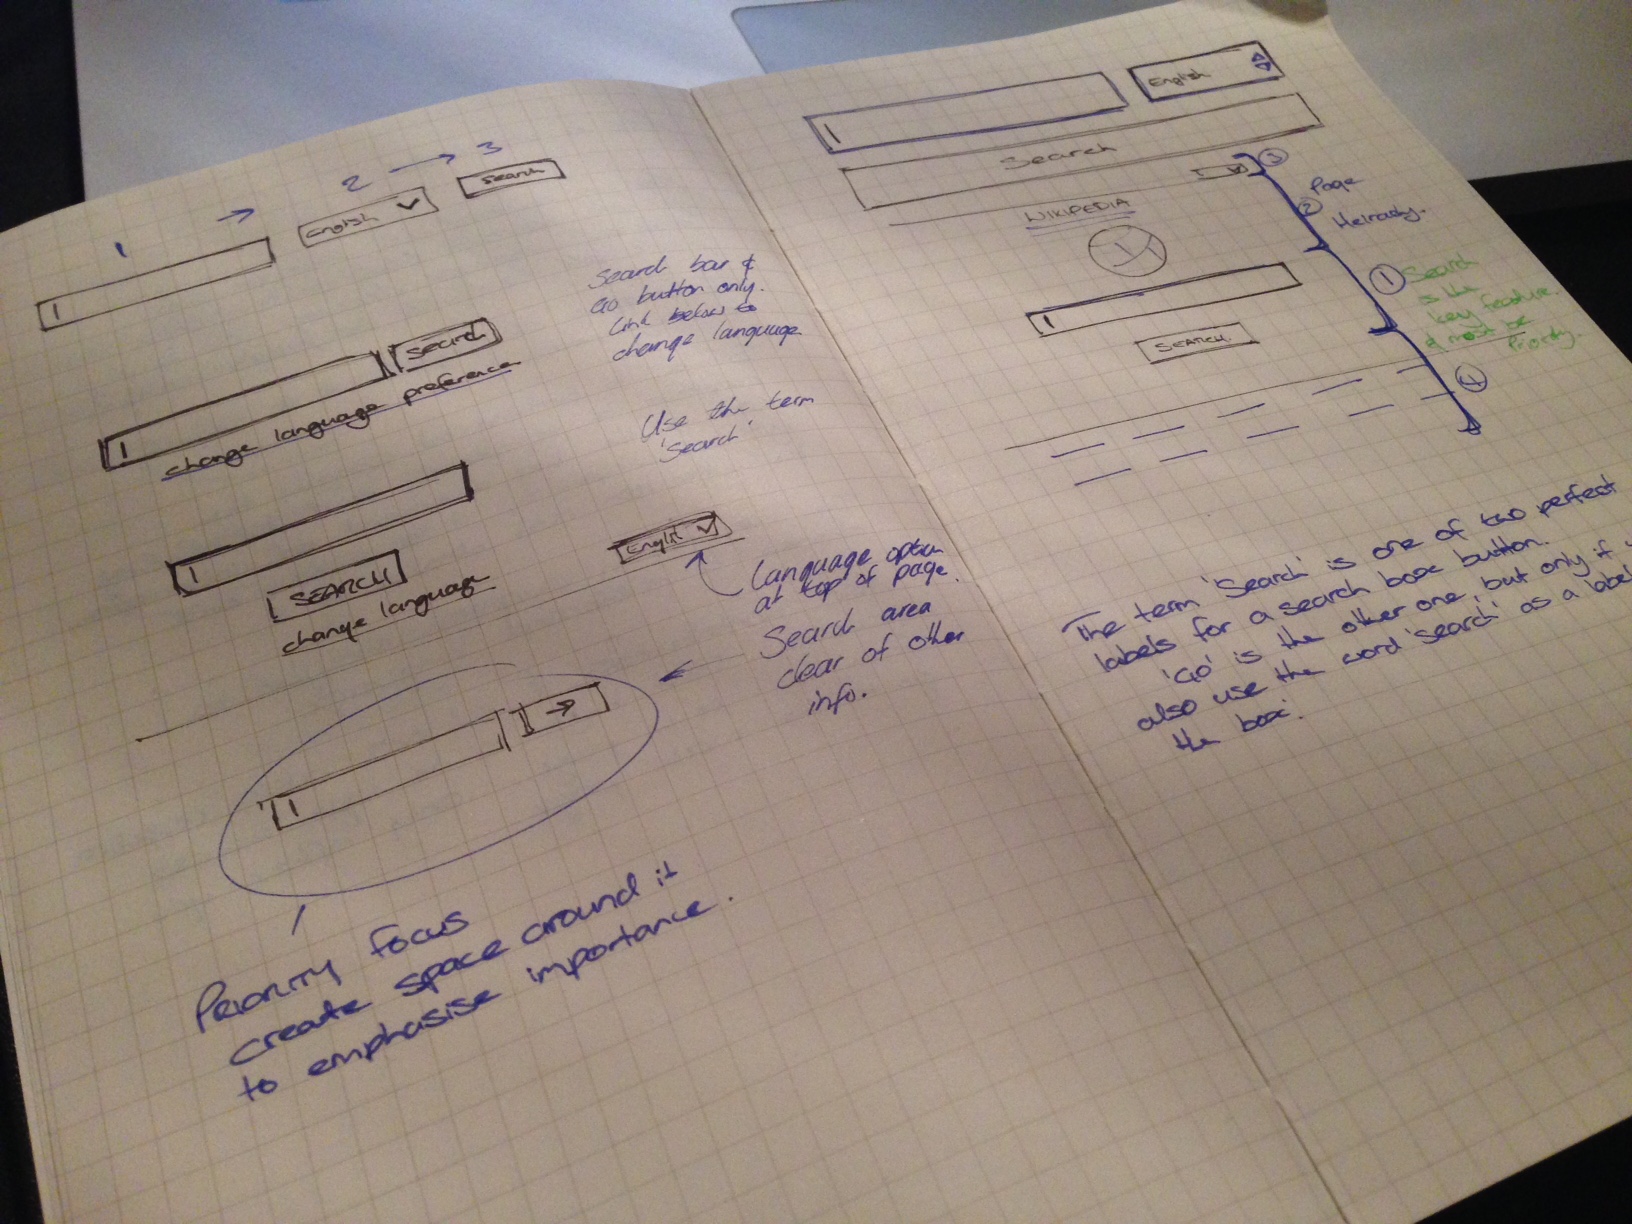 1 → 2 → 3
English
Search
Search
change language preference
SEARCH
change language
Search bar &
Go button only.
Link below to
change language
Use the term
'Search'
English
Language option
at top of page.
Search area
clear of other
info.
→
PRIORITY focus
create space around it
to emphasise importance.
English
Search
WIKIPEDIA
SEARCH
3
2
Page
1
Search
is the
key feature
& must be
Priority.
4
The term 'Search' is one of two perfect
labels for a search box button.
'GO' is the other one, but only if
also use the word 'search' as a label
the box'.